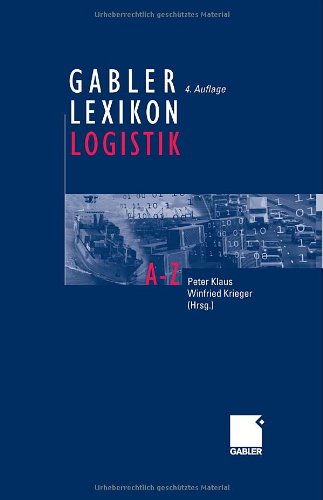 Urheberrechtlich geschütztes Material
GABLER
4. Auflage
LEXIKON
LOGISTIK
A–Z
Peter Klaus
Winfried Krieger
(Hrsg.)
GABLER
Urheberrechtlich geschütztes Material